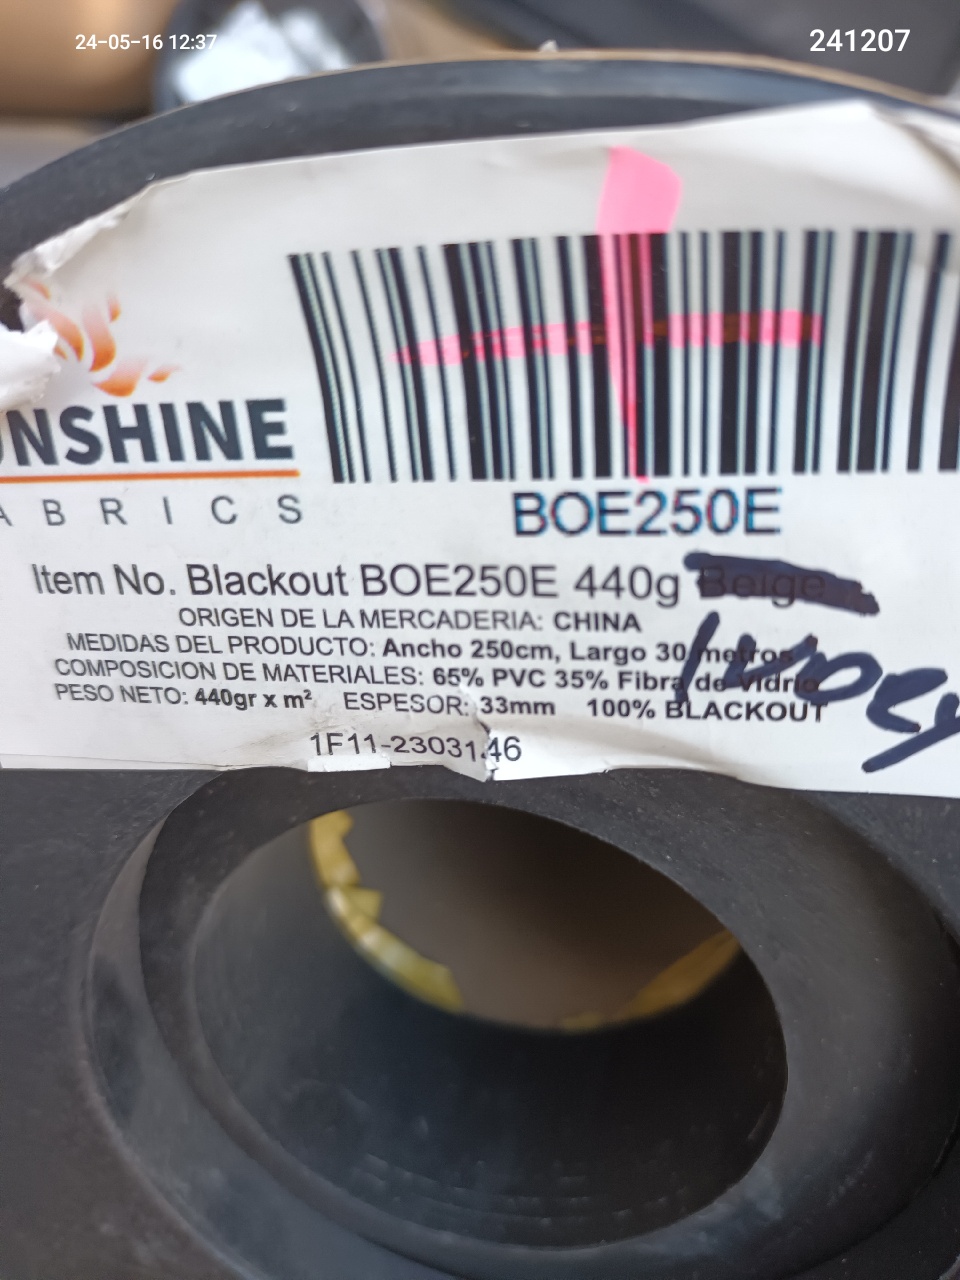 24-05-16 12:37
241207
UNSHINE
ABRICS
BOE250E
Item No. Blackout BOE250E 440g Beige
ORIGEN DE LA MERCADERIA: CHINA
MEDIDAS DEL PRODUCTO: Ancho 250cm, Largo 30 metros
COMPOSICION DE MATERIALES: 65% PVC 35% Fibra de Vidrio
PESO NETO: 440gr x m² ESPESOR: 33mm 100% BLACKOUT
1F11-2303146